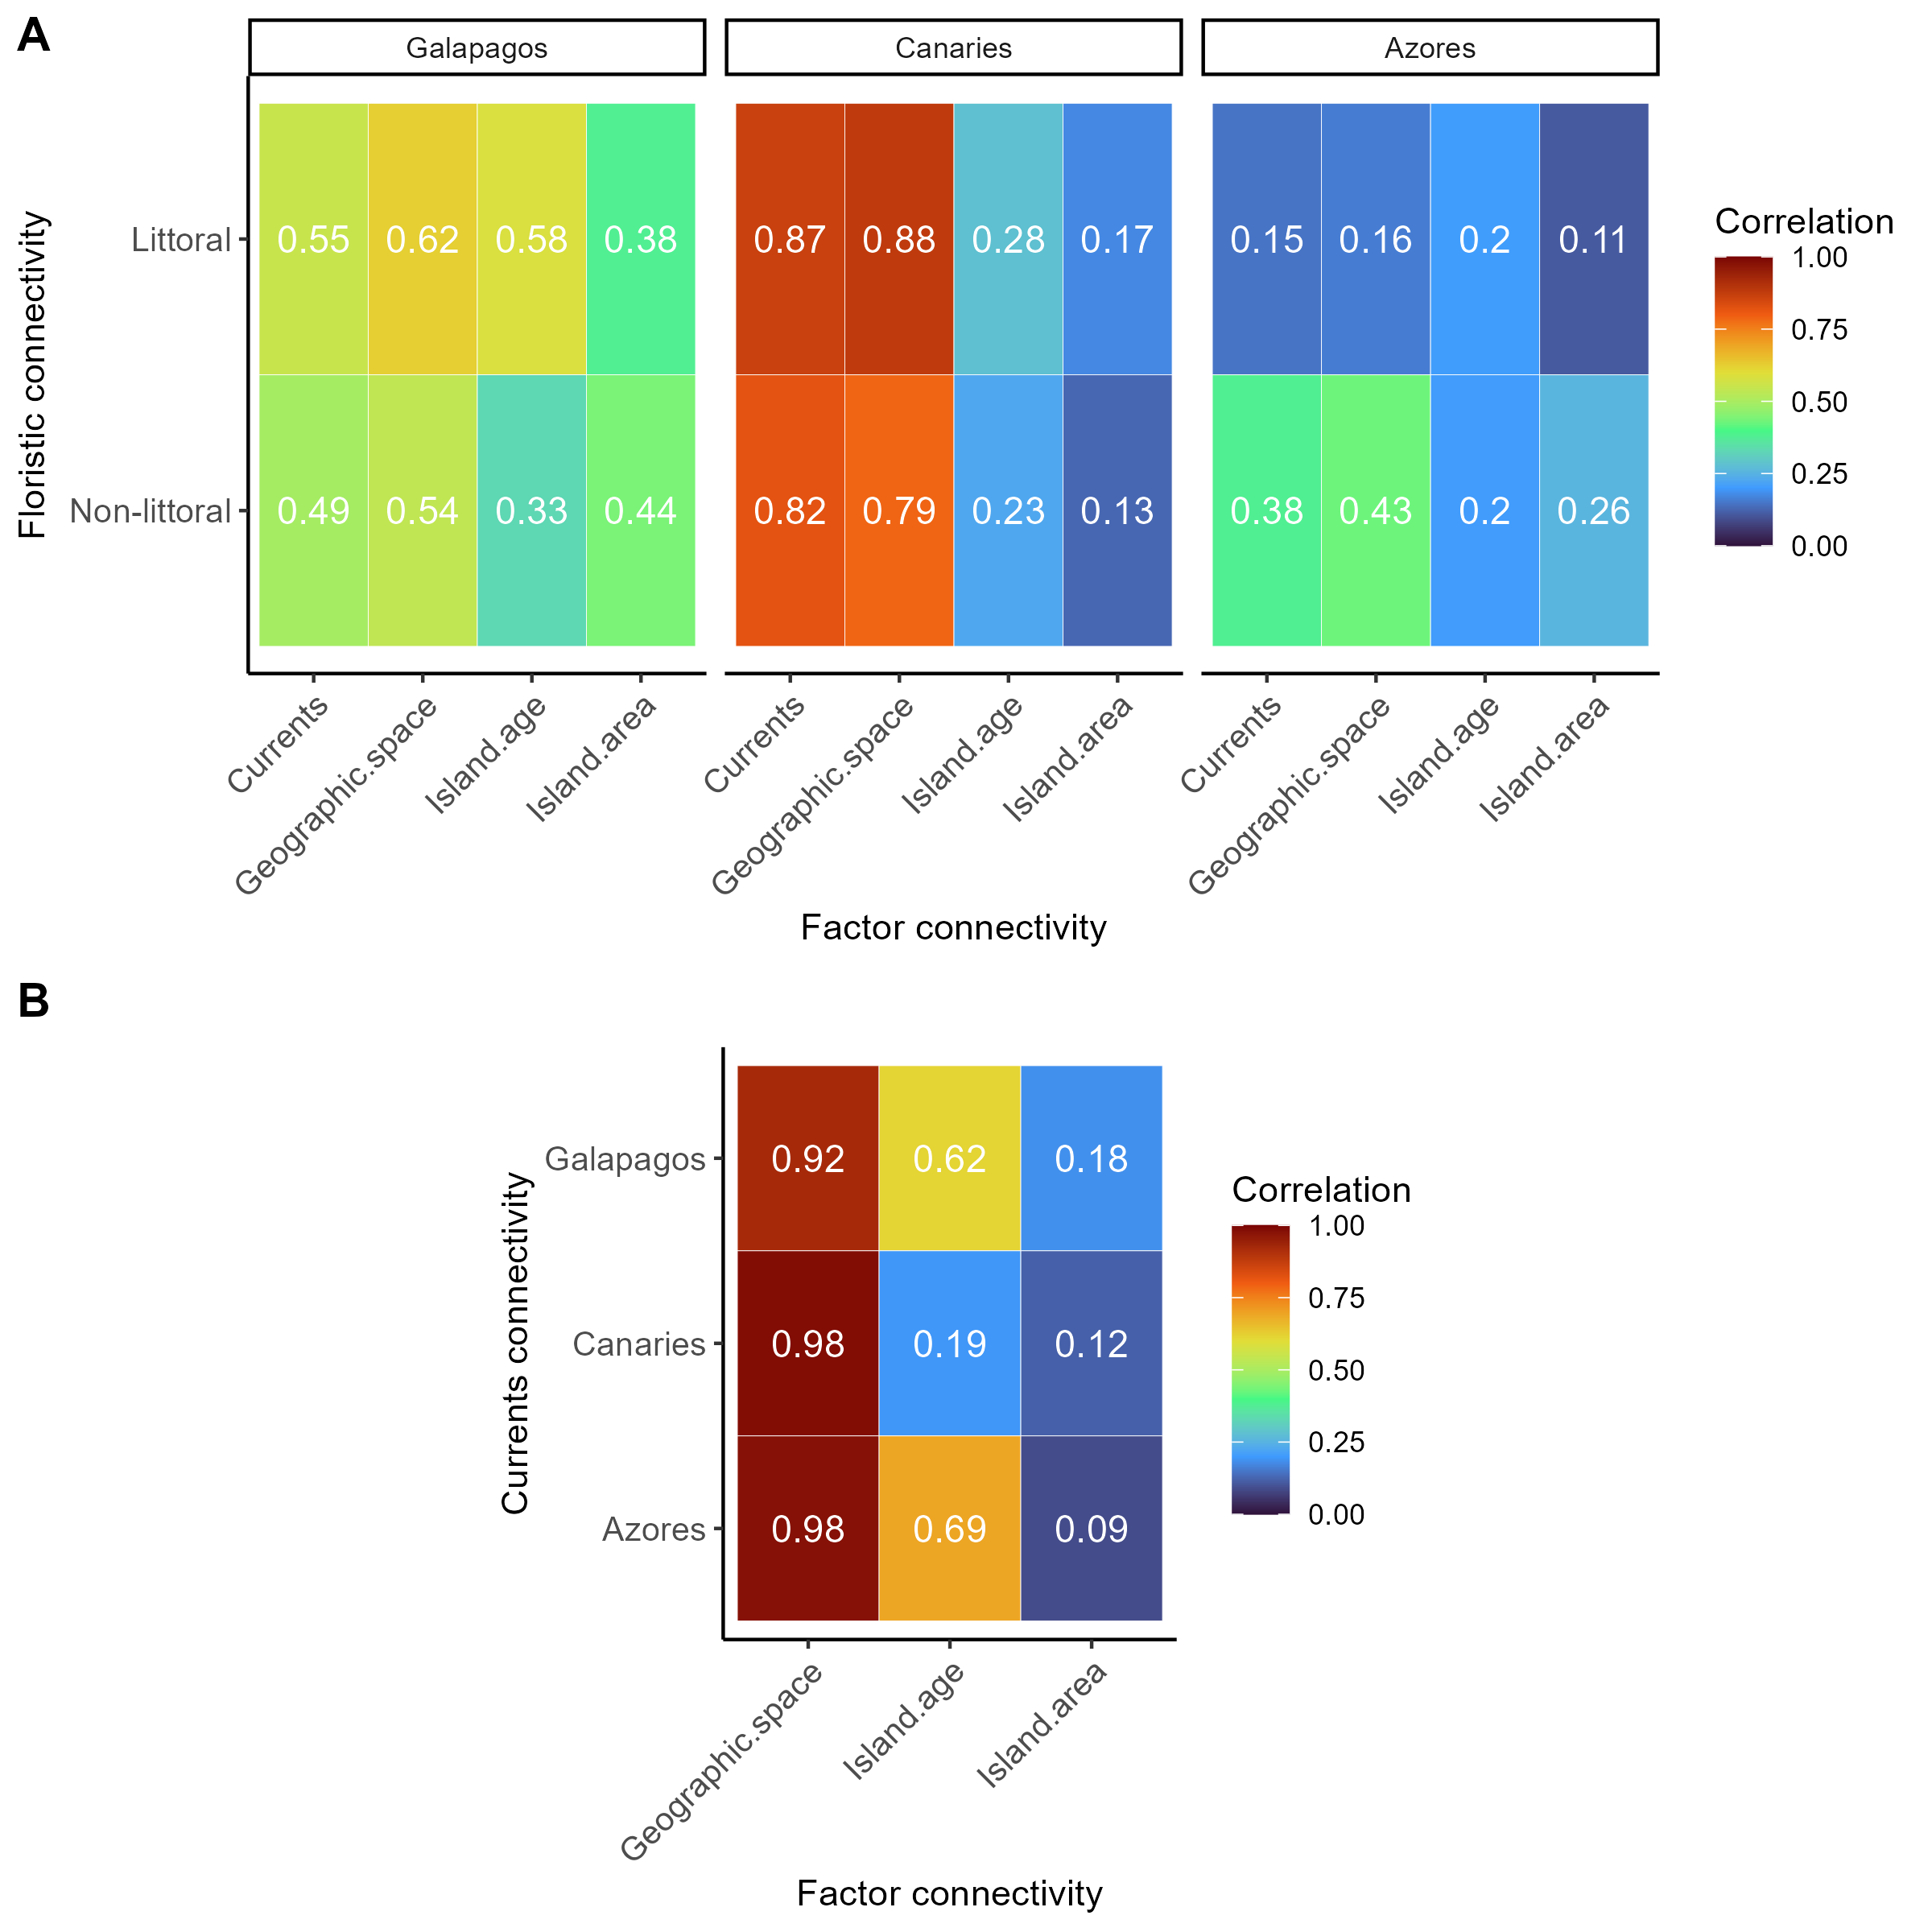 A
Galapagos Canaries Azores
Floristic connectivity
Littoral 0.55 0.62 0.58 0.38 0.87 0.88 0.28 0.17 0.15 0.16 0.2 0.11
Non-littoral 0.49 0.54 0.33 0.44 0.82 0.79 0.23 0.13 0.38 0.43 0.2 0.26
Currents Geographic.space Island.age Island.area Currents Geographic.space Island.age Island.area Currents Geographic.space Island.age Island.area
Factor connectivity
Correlation
1.00
0.75
0.50
0.25
0.00
B
Currents connectivity
Galapagos 0.92 0.62 0.18
Canaries 0.98 0.19 0.12
Azores 0.98 0.69 0.09
Geographic.space Island.age Island.area
Factor connectivity
Correlation
1.00
0.75
0.50
0.25
0.00